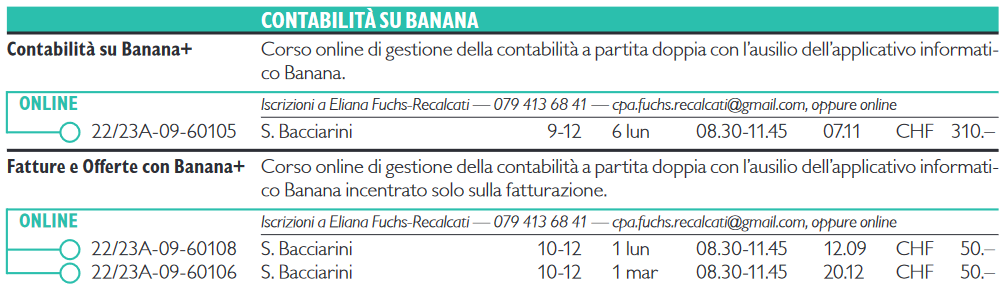 CONTABILITÀ SU BANANA
Contabilità su Banana+ Corso online di gestione della contabilità a partita doppia con l'ausilio dell'applicativo informati-
co Banana.
ONLINE Iscrizioni a Eliana Fuchs-Recalcati — 079 413 68 41 — cpa.fuchs.recalcati@gmail.com, oppure online
22/23A-09-60105 S. Bacciarini 9-12 6 lun 08.30-11.45 07.11 CHF 310.–
Fatture e Offerte con Banana+ Corso online di gestione della contabilità a partita doppia con l'ausilio dell'applicativo informati-
co Banana incentrato solo sulla fatturazione.
ONLINE Iscrizioni a Eliana Fuchs-Recalcati — 079 413 68 41 — cpa.fuchs.recalcati@gmail.com, oppure online
22/23A-09-60108 S. Bacciarini 10-12 1 lun 08.30-11.45 12.09 CHF 50.–
22/23A-09-60106 S. Bacciarini 10-12 1 mar 08.30-11.45 20.12 CHF 50.–